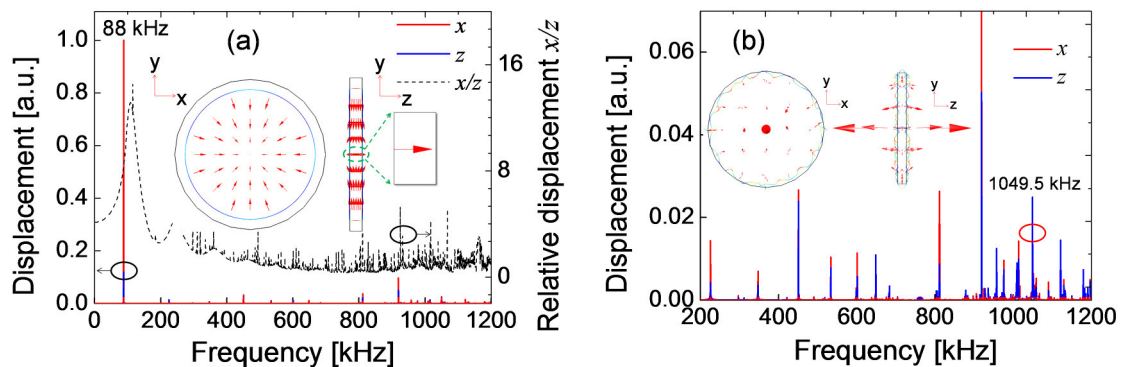 88 kHz
(a)
x
z
x/z
y
x
y
z
Displacement [a.u.]
1.0
0.8
0.6
0.4
0.2
0.0
0
200
400
600
800
1000
1200
Frequency [kHz]
16
8
0
Relative displacement x/z
(b)
x
z
y
x
y
z
1049.5 kHz
Displacement [a.u.]
0.06
0.04
0.02
0.00
200
400
600
800
1000
1200
Frequency [kHz]